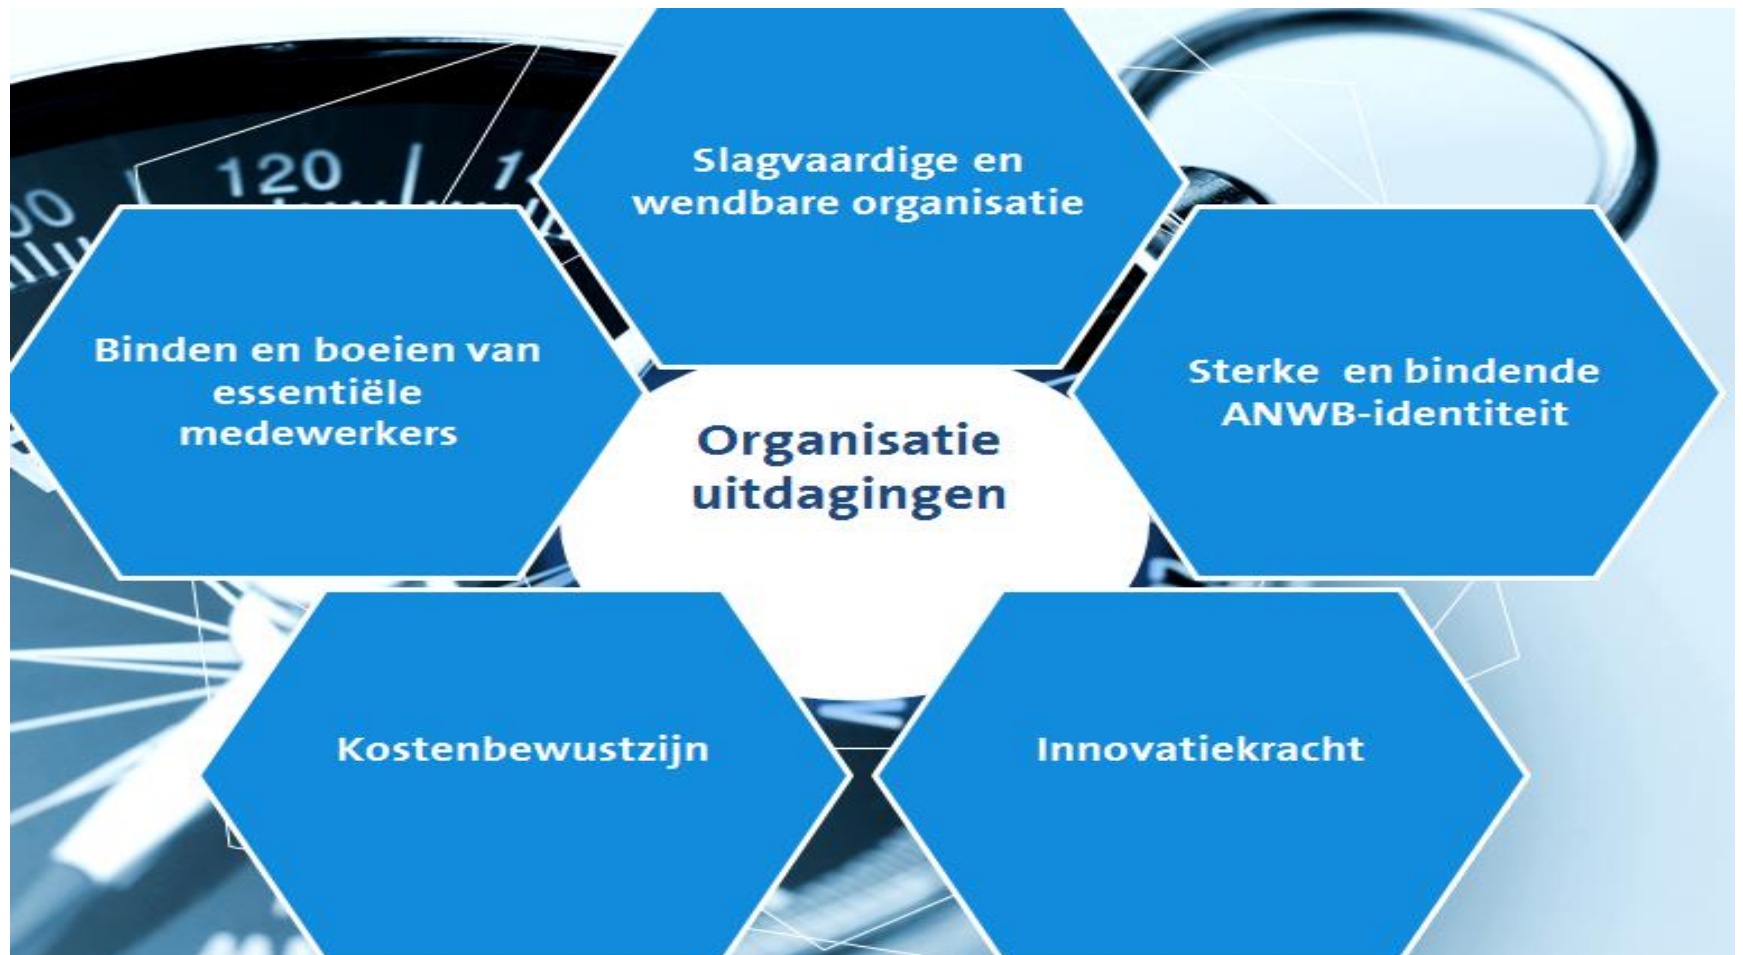 120
Slagvaardige en
wendbare organisatie
Binden en boeien van
essentiële
medewerkers
Sterke en bindende
ANWB-identiteit
Organisatie
uitdagingen
Kostenbewustzijn
Innovatiekracht